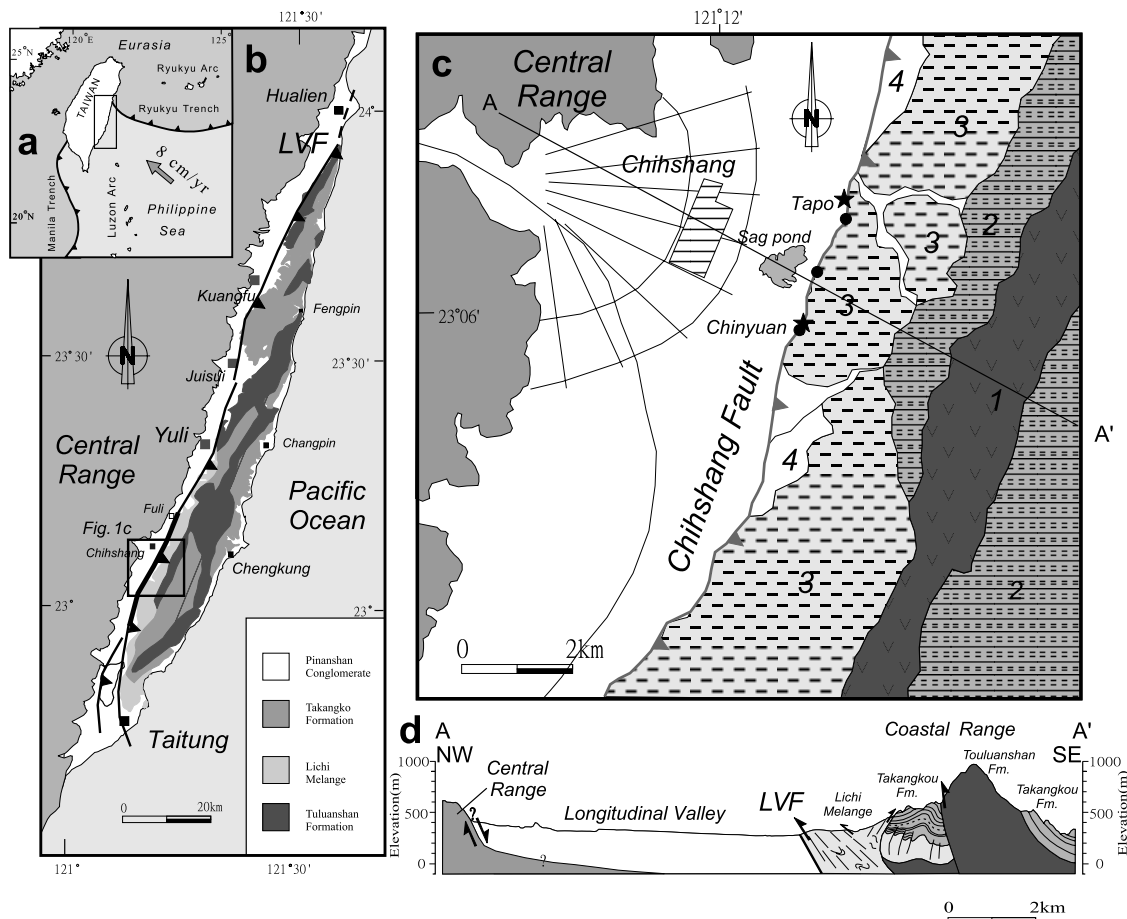 121°30'
120°E
125
Eurasia
25°N
Ryukyu Arc
TAIWAN
Ryukyu Trench
a
8 cm/yr
Manila Trench
Luzon Arc
Philippine
Sea
20°N
b
Hualien
24°
LVF
Kuangfu
Fengpin
N
23°30'
23°30'
Juisui
Yuli
Changpin
Central
Range
Pacific
Ocean
Fuli
Fig. 1c
Chihshang
Chengkung
23°
23°
Pinanshan
Conglomerate
Takangko
Formation
Lichi
Melange
Tuluanshan
Formation
Taitung
0
20km
121°
121°30'
121°12'
c
Central
Range
A
N
4
3
Chihshang
Tapo
2
3
Sag pond
3
23°06'
Chinyuan
1
A'
Chihshang Fault
4
3
2
0
2km
d
A
NW
Coastal Range
A'
SE
Elevation(m)
1000
500
0
Central
Range
?
Longitudinal Valley
?
LVF
Lichi
Melange
Takangkou
Fm.
Touluanshan
Fm.
Takangkou
Fm.
1000
500
0
Elevation(m)
0
2km